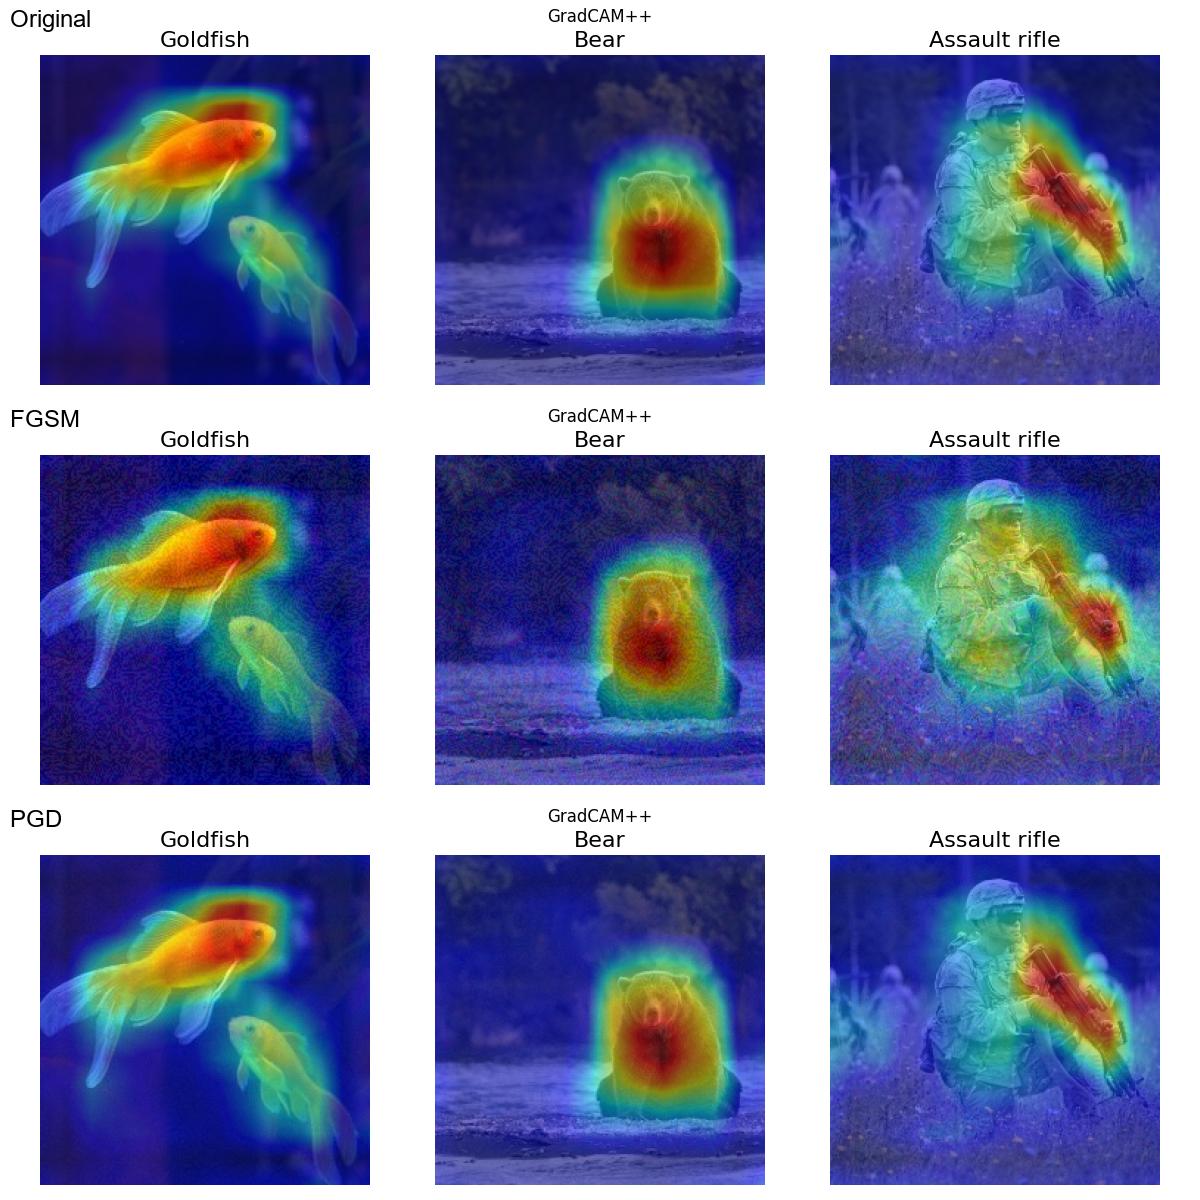 Original
GradCAM++
Goldfish Bear Assault rifle
FGSM
GradCAM++
Goldfish Bear Assault rifle
PGD
GradCAM++
Goldfish Bear Assault rifle